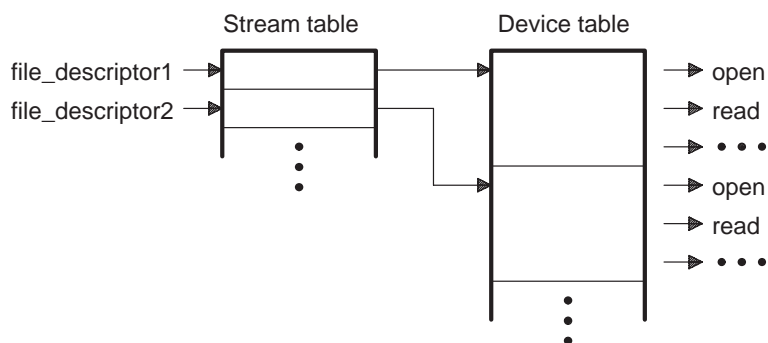 Stream table Device table
file_descriptor1 open
file_descriptor2 read
• • •
open
read
• • •